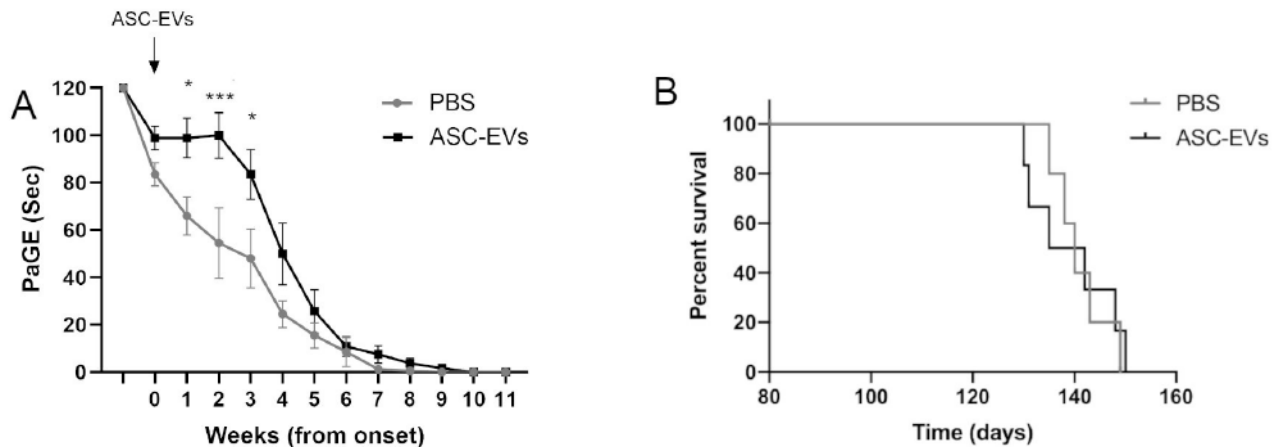 ASC-EVs
A
120
100
80
60
40
20
0
PaGE (Sec)
*
***
*
PBS
ASC-EVs
0 1 2 3 4 5 6 7 8 9 10 11
Weeks (from onset)
B
100
80
60
40
20
0
Percent survival
PBS
ASC-EVs
80 100 120 140 160
Time (days)